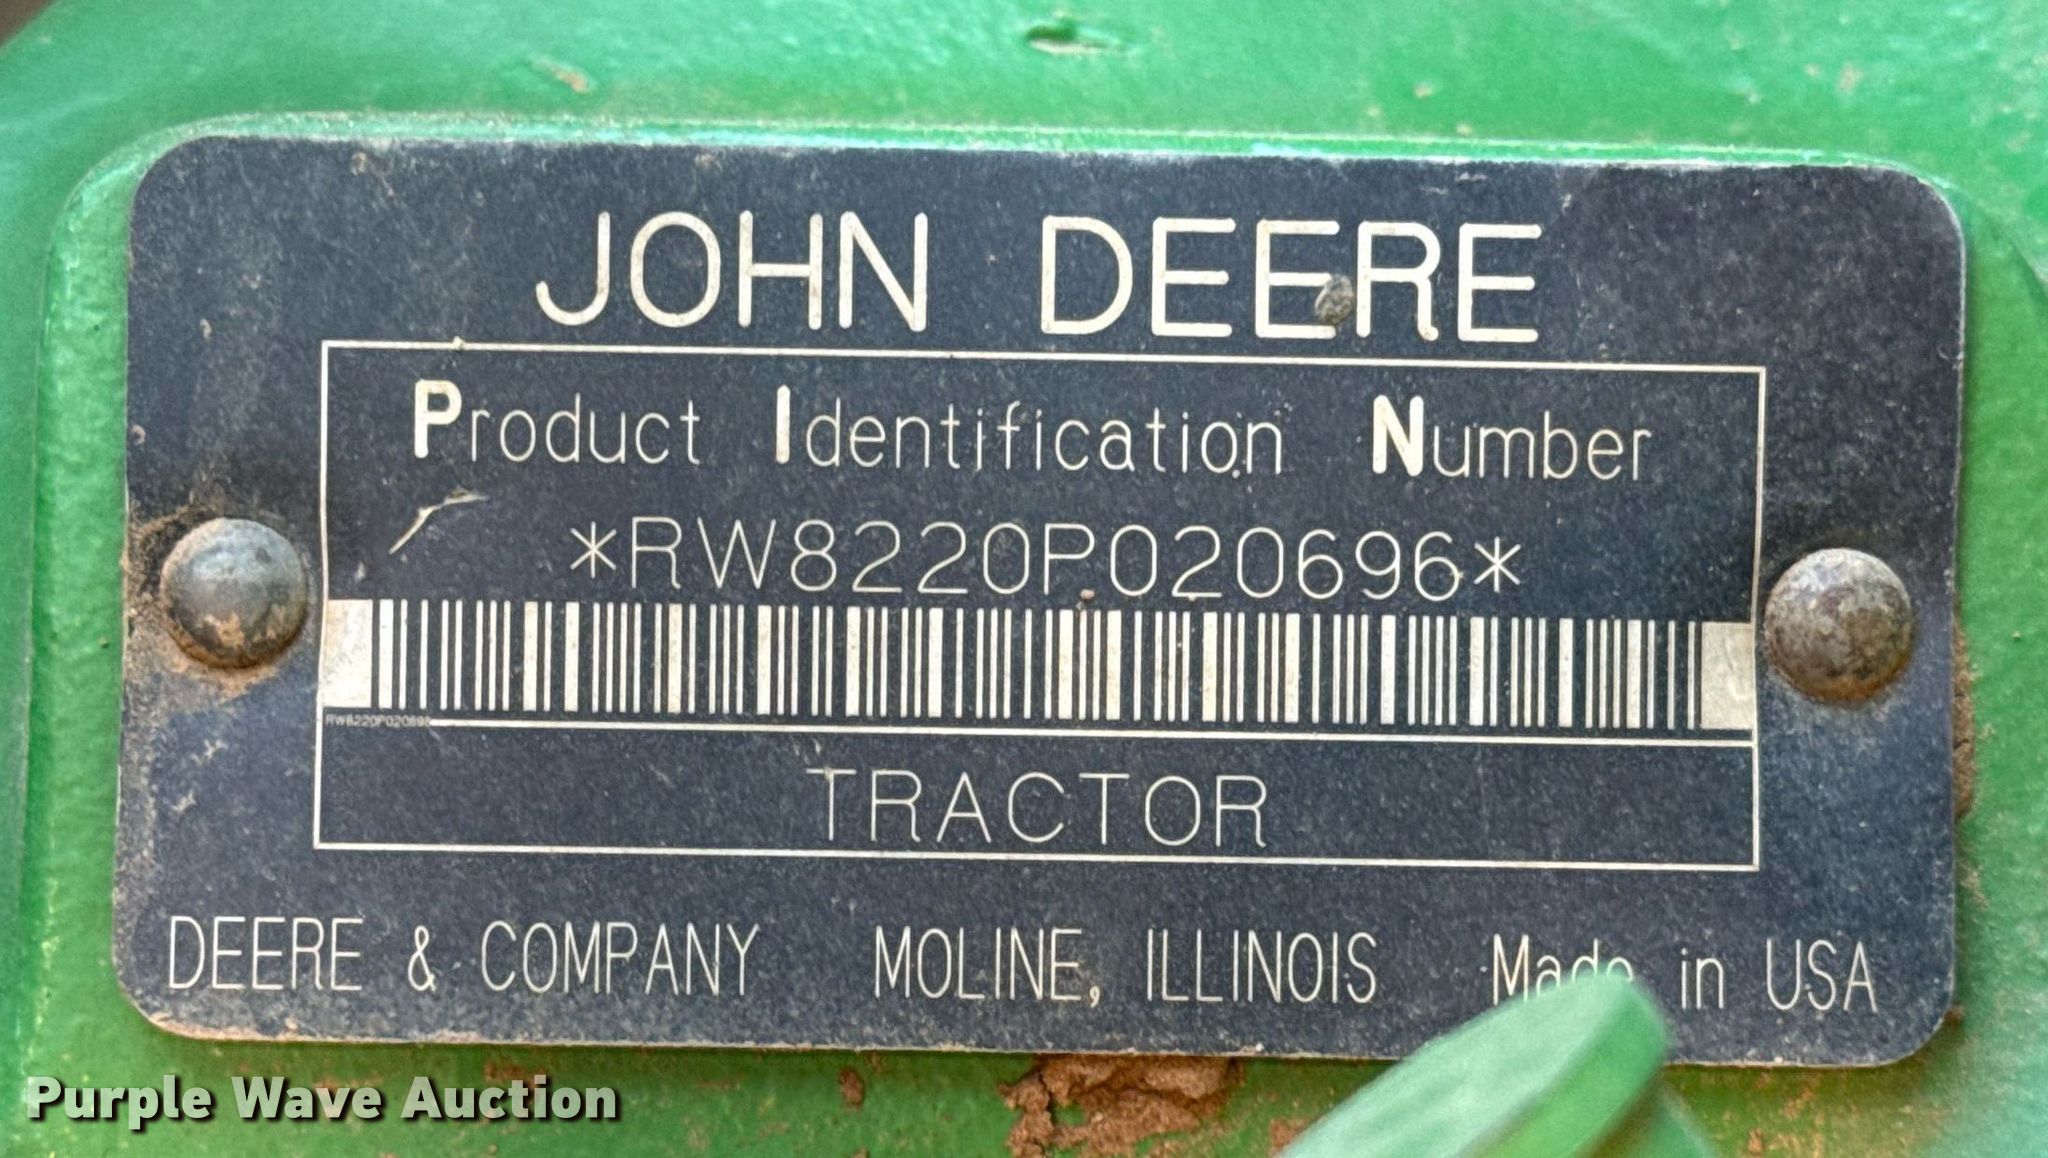 JOHN DEERE
Product Identification Number
*RW8220P020696*
RW8220P020696
TRACTOR
DEERE & COMPANY MOLINE, ILLINOIS Made in USA
Purple Wave Auction